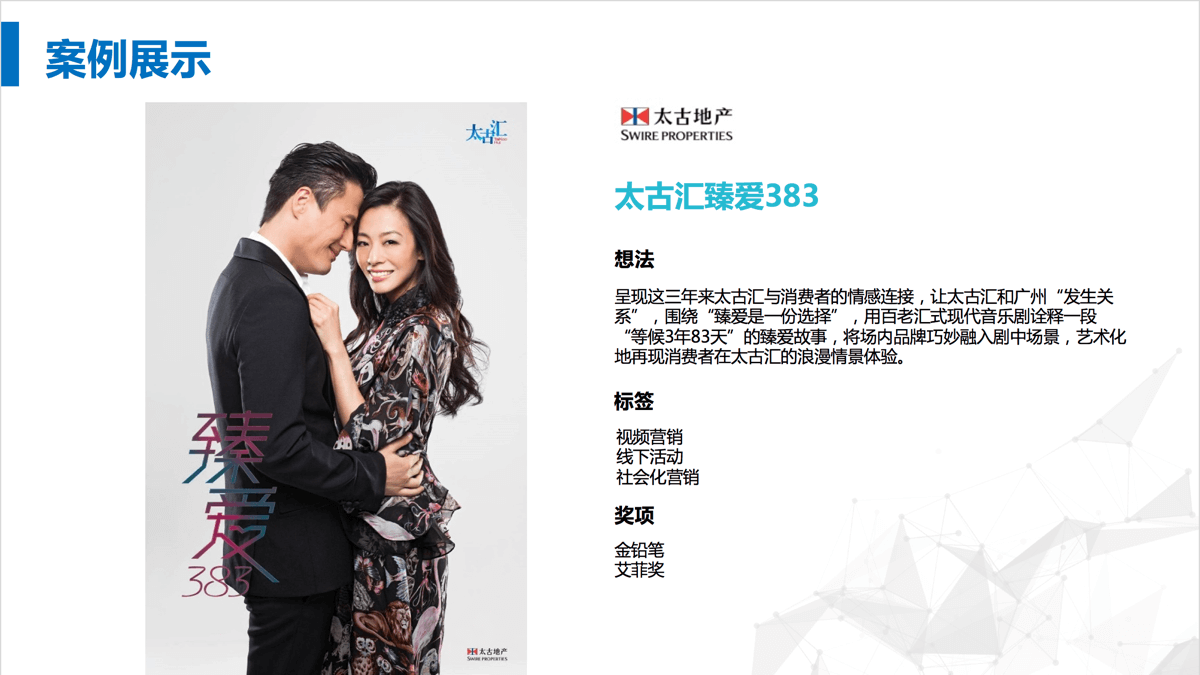 案例展示
太古汇
臻
爱
383
太古地产
SWIRE PROPERTIES
太古地产
SWIRE PROPERTIES
太古汇臻爱383
想法
呈现这三年来太古汇与消费者的情感连接，让太古汇和广州“发生关
系”，围绕“臻爱是一份选择”，用百老汇式现代音乐剧诠释一段
“等候3年83天”的臻爱故事，将场内品牌巧妙融入剧中场景，艺术化
地再现消费者在太古汇的浪漫情景体验。
标签
视频营销
线下活动
社会化营销
奖项
金铅笔
艾菲奖